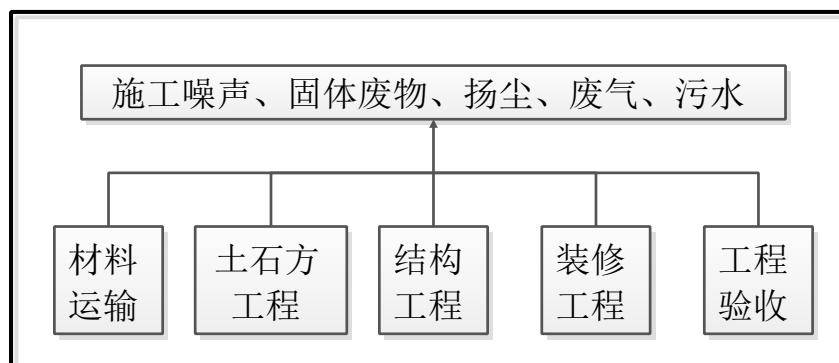 施工噪声、固体废物、扬尘、废气、污水
材料
运输
土石方
工程
结构
工程
装修
工程
工程
验收